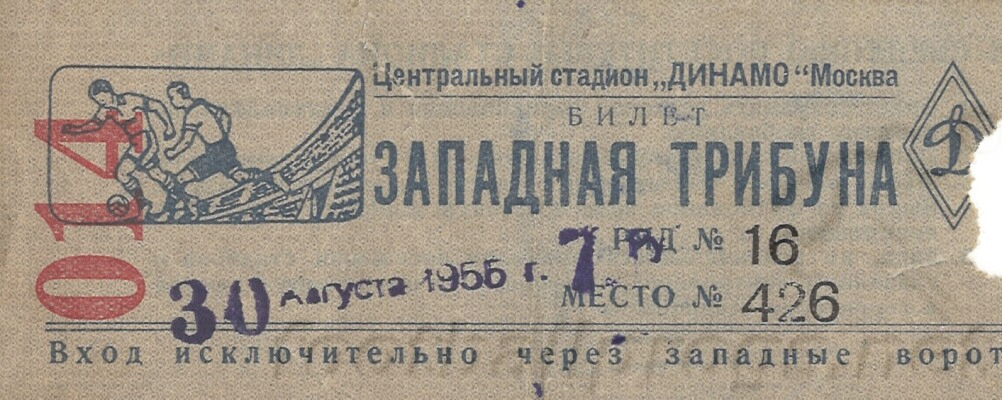 Центральный стадион „ДИНАМО“ Москва
БИЛЕТ
ЗАПАДНАЯ ТРИБУНА
Д
014
РЯД № 16
30 Августа 1955 г. 7
МЕСТО № 426
Вход исключительно через западные ворот